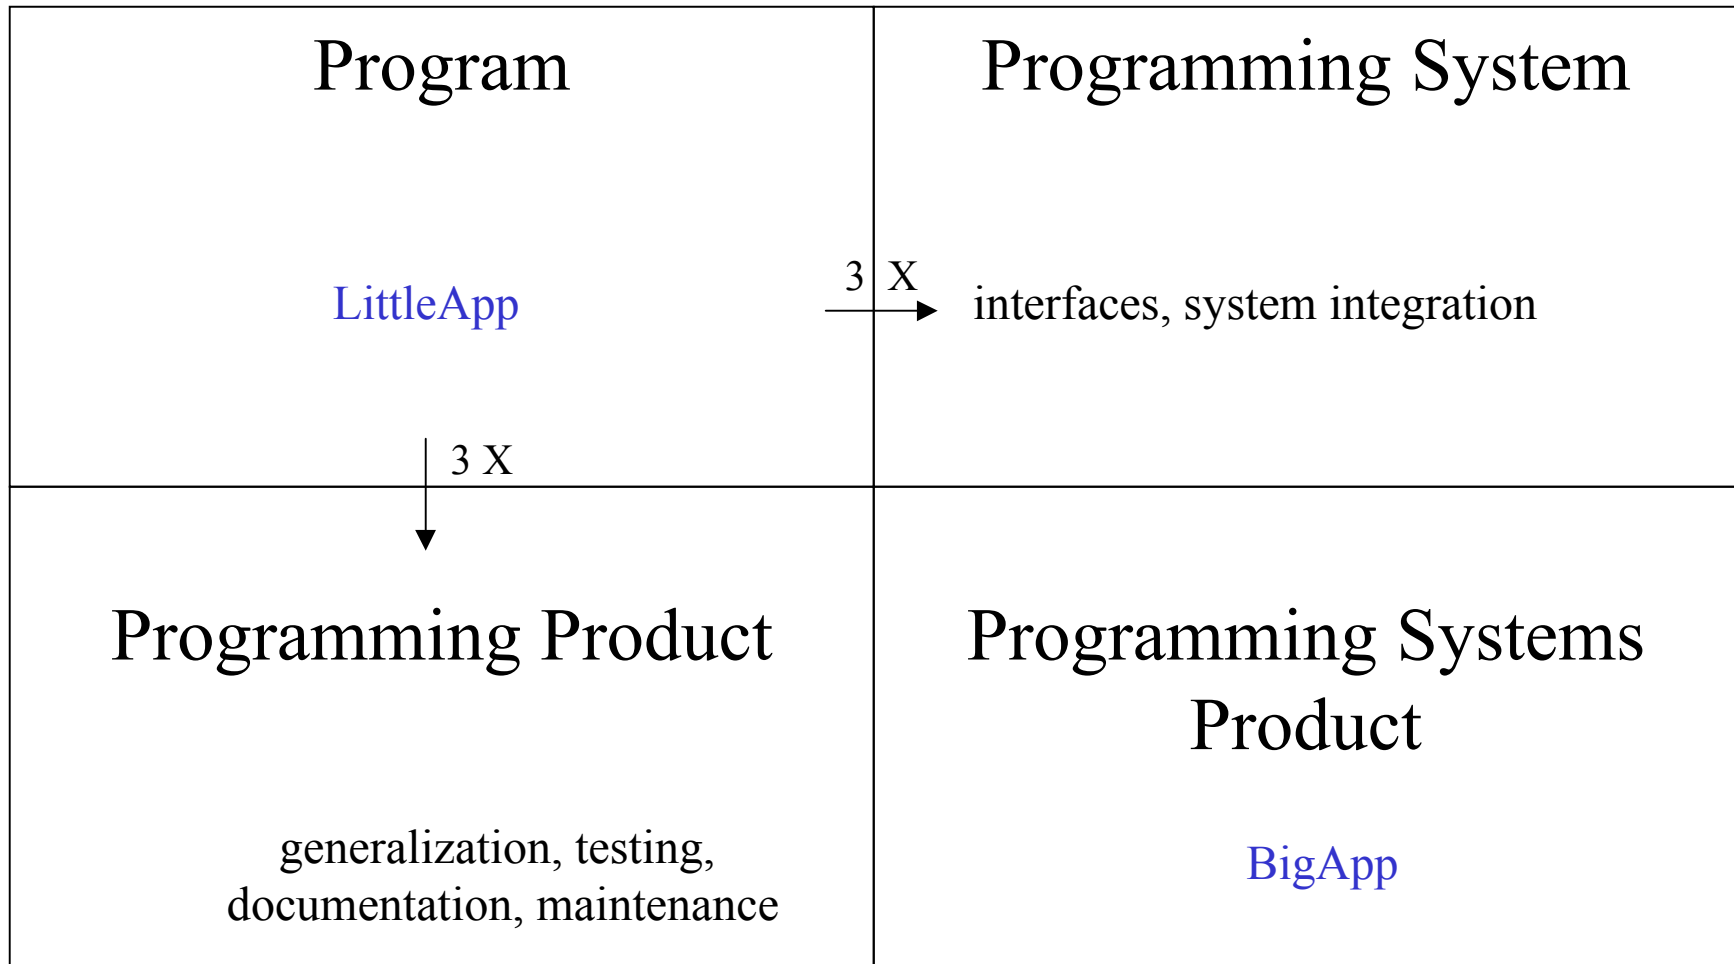 Program
Programming System
3 X
LittleApp
interfaces, system integration
3 X
Programming Product
Programming Systems
Product
generalization, testing,
documentation, maintenance
BigApp